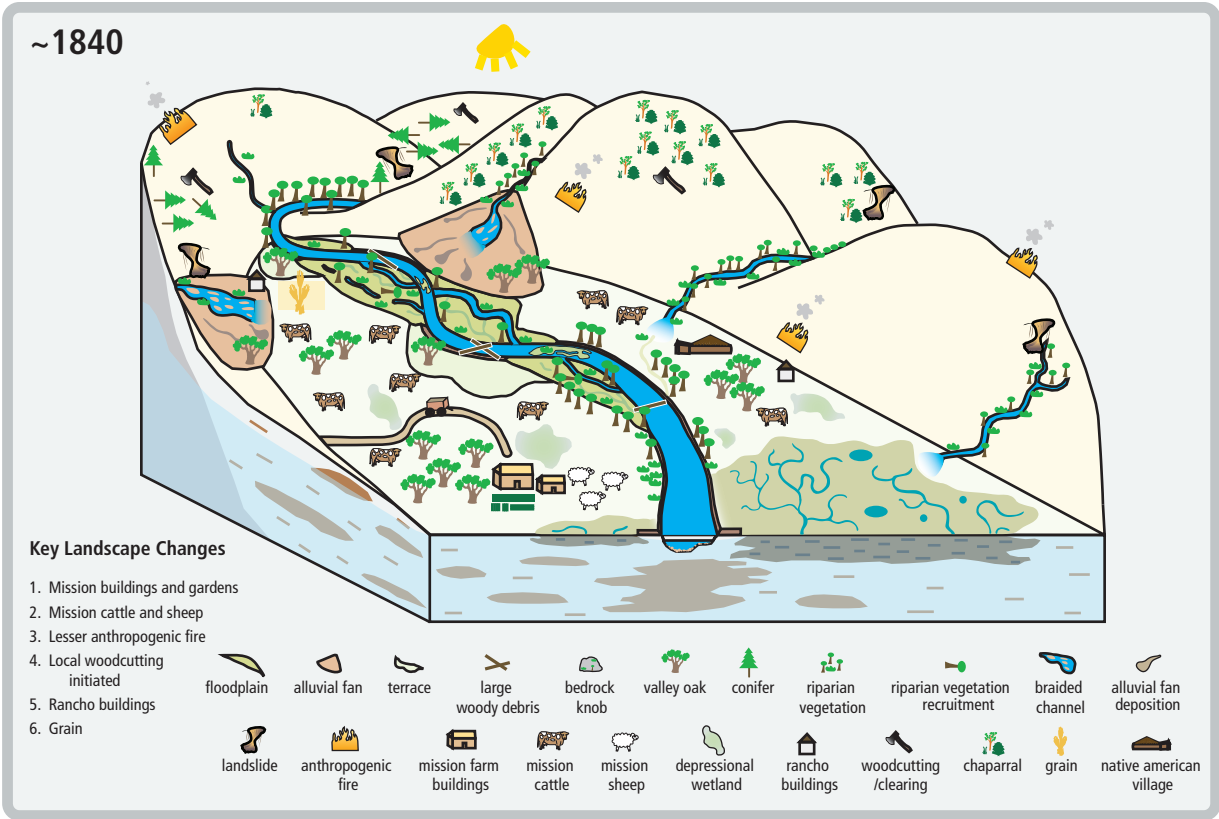 ~1840
Key Landscape Changes
1. Mission buildings and gardens
2. Mission cattle and sheep
3. Lesser anthropogenic fire
4. Local woodcutting
initiated
5. Rancho buildings
6. Grain
floodplain
alluvial fan
terrace
large
woody debris
bedrock
knob
valley oak
conifer
riparian
vegetation
riparian vegetation
recruitment
braided
channel
alluvial fan
deposition
landslide
anthropogenic
fire
mission farm
buildings
mission
cattle
mission
sheep
depressional
wetland
rancho
buildings
woodcutting
/clearing
chaparral
grain
native american
village